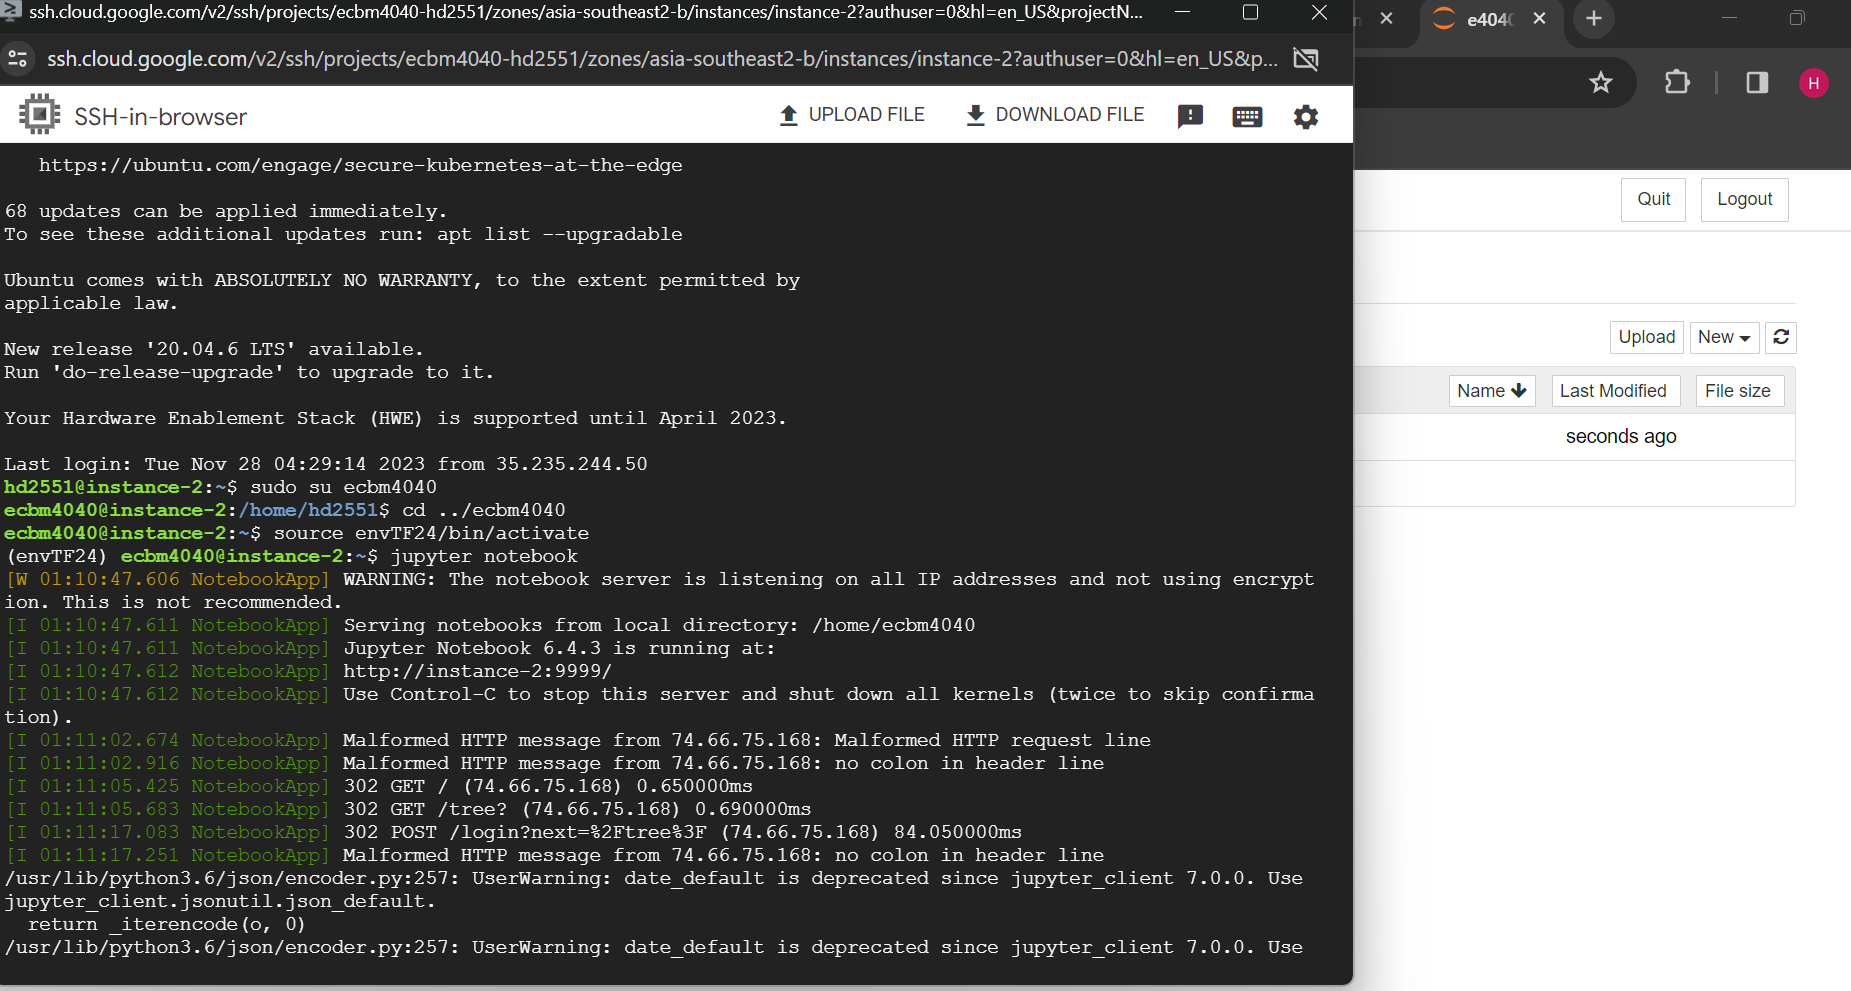 ssh.cloud.google.com/v2/ssh/projects/ecbm4040-hd2551/zones/asia-southeast2-b/instances/instance-2?authuser=0&hl=en_US&projectN...
e404
ssh.cloud.google.com/v2/ssh/projects/ecbm4040-hd2551/zones/asia-southeast2-b/instances/instance-2?authuser=0&hl=en_US&p...
H
SSH-in-browser
UPLOAD FILE
DOWNLOAD FILE
https://ubuntu.com/engage/secure-kubernetes-at-the-edge
68 updates can be applied immediately.
To see these additional updates run: apt list --upgradable
Ubuntu comes with ABSOLUTELY NO WARRANTY, to the extent permitted by
applicable law.
New release '20.04.6 LTS' available.
Run 'do-release-upgrade' to upgrade to it.
Your Hardware Enablement Stack (HWE) is supported until April 2023.
Last login: Tue Nov 28 04:29:14 2023 from 35.235.244.50
hd2551@instance-2:~$ sudo su ecbm4040
ecbm4040@instance-2:/home/hd2551$ cd ../ecbm4040
ecbm4040@instance-2:~$ source envTF24/bin/activate
(envTF24) ecbm4040@instance-2:~$ jupyter notebook
[W 01:10:47.606 NotebookApp] WARNING: The notebook server is listening on all IP addresses and not using encrypt
ion. This is not recommended.
[I 01:10:47.611 NotebookApp] Serving notebooks from local directory: /home/ecbm4040
[I 01:10:47.611 NotebookApp] Jupyter Notebook 6.4.3 is running at:
[I 01:10:47.612 NotebookApp] http://instance-2:9999/
[I 01:10:47.612 NotebookApp] Use Control-C to stop this server and shut down all kernels (twice to skip confirma
tion).
[I 01:11:02.674 NotebookApp] Malformed HTTP message from 74.66.75.168: Malformed HTTP request line
[I 01:11:02.916 NotebookApp] Malformed HTTP message from 74.66.75.168: no colon in header line
[I 01:11:05.425 NotebookApp] 302 GET / (74.66.75.168) 0.650000ms
[I 01:11:05.683 NotebookApp] 302 GET /tree? (74.66.75.168) 0.690000ms
[I 01:11:17.083 NotebookApp] 302 POST /login?next=%2Ftree%3F (74.66.75.168) 84.050000ms
[I 01:11:17.251 NotebookApp] Malformed HTTP message from 74.66.75.168: no colon in header line
/usr/lib/python3.6/json/encoder.py:257: UserWarning: date_default is deprecated since jupyter_client 7.0.0. Use
jupyter_client.jsonutil.json_default.
return _iterencode(o, 0)
/usr/lib/python3.6/json/encoder.py:257: UserWarning: date_default is deprecated since jupyter_client 7.0.0. Use
Quit
Logout
Upload
New
Name
Last Modified
File size
seconds ago